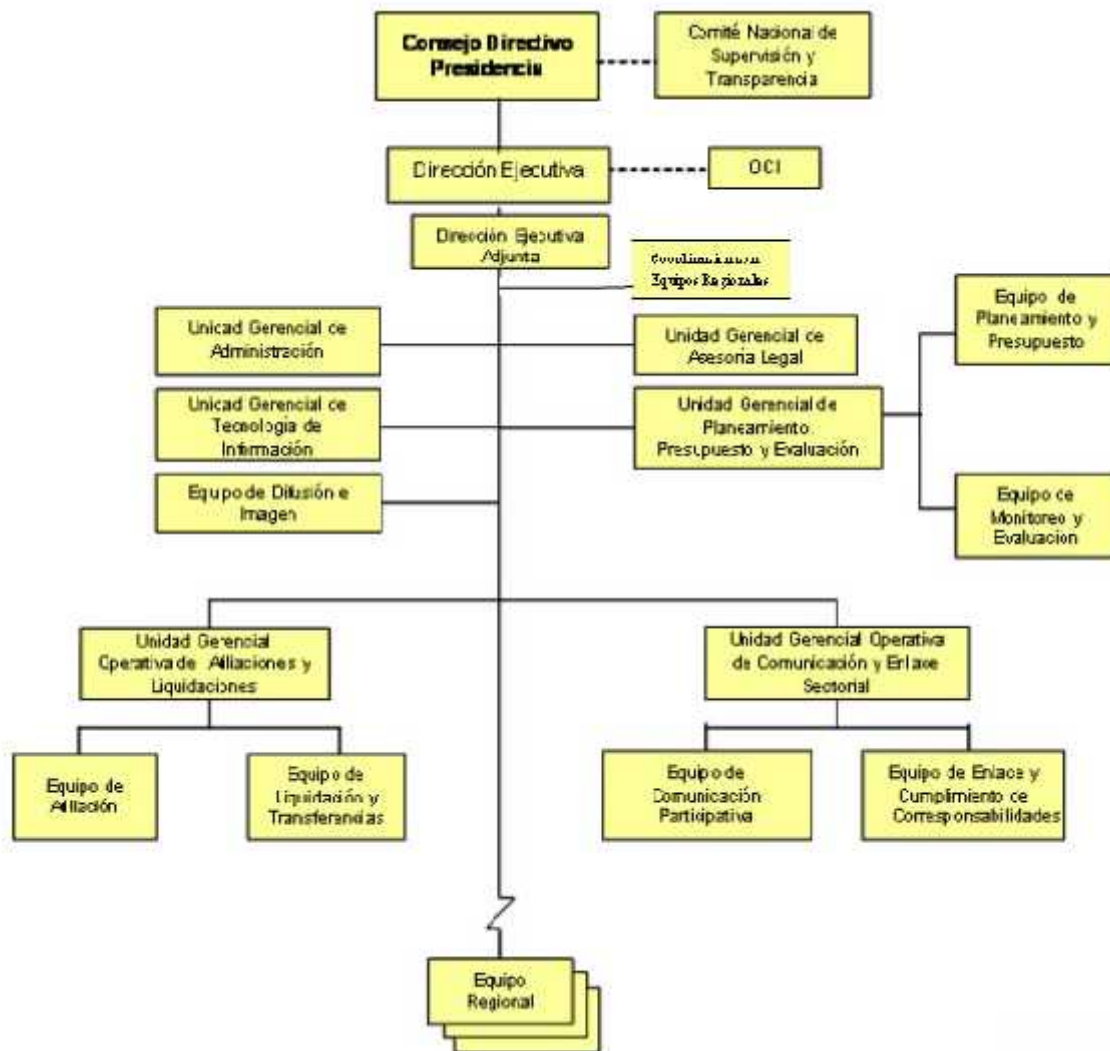 Consejo Directivo
Presidencia
Comité Nacional de
Supervisión y
Transparencia
Dirección Ejecutiva
OCI
Dirección Ejecutiva
Adjunta
Equipos Regionales
Unidad Gerencial de
Administración
Unidad Gerencial de
Asesoría Legal
Equipo de
Planeamiento y
Presupuesto
Unidad Gerencial de
Tecnología de
Información
Unidad Gerencial de
Planeamiento
Presupuesto y Evaluación
Equipo de Difusión e
Imagen
Equipo de
Monitoreo y
Evaluación
Unidad Gerencial
Operativa de Afiliaciones y
Liquidaciones
Unidad Gerencial Operativa
de Comunicación y Enlace
Sectorial
Equipo de
Afiliación
Equipo de
Liquidación y
Transferencias
Equipo de
Comunicación
Participativa
Equipo de Enlace y
Cumplimiento de
Corresponsabilidades
Equipo
Regional